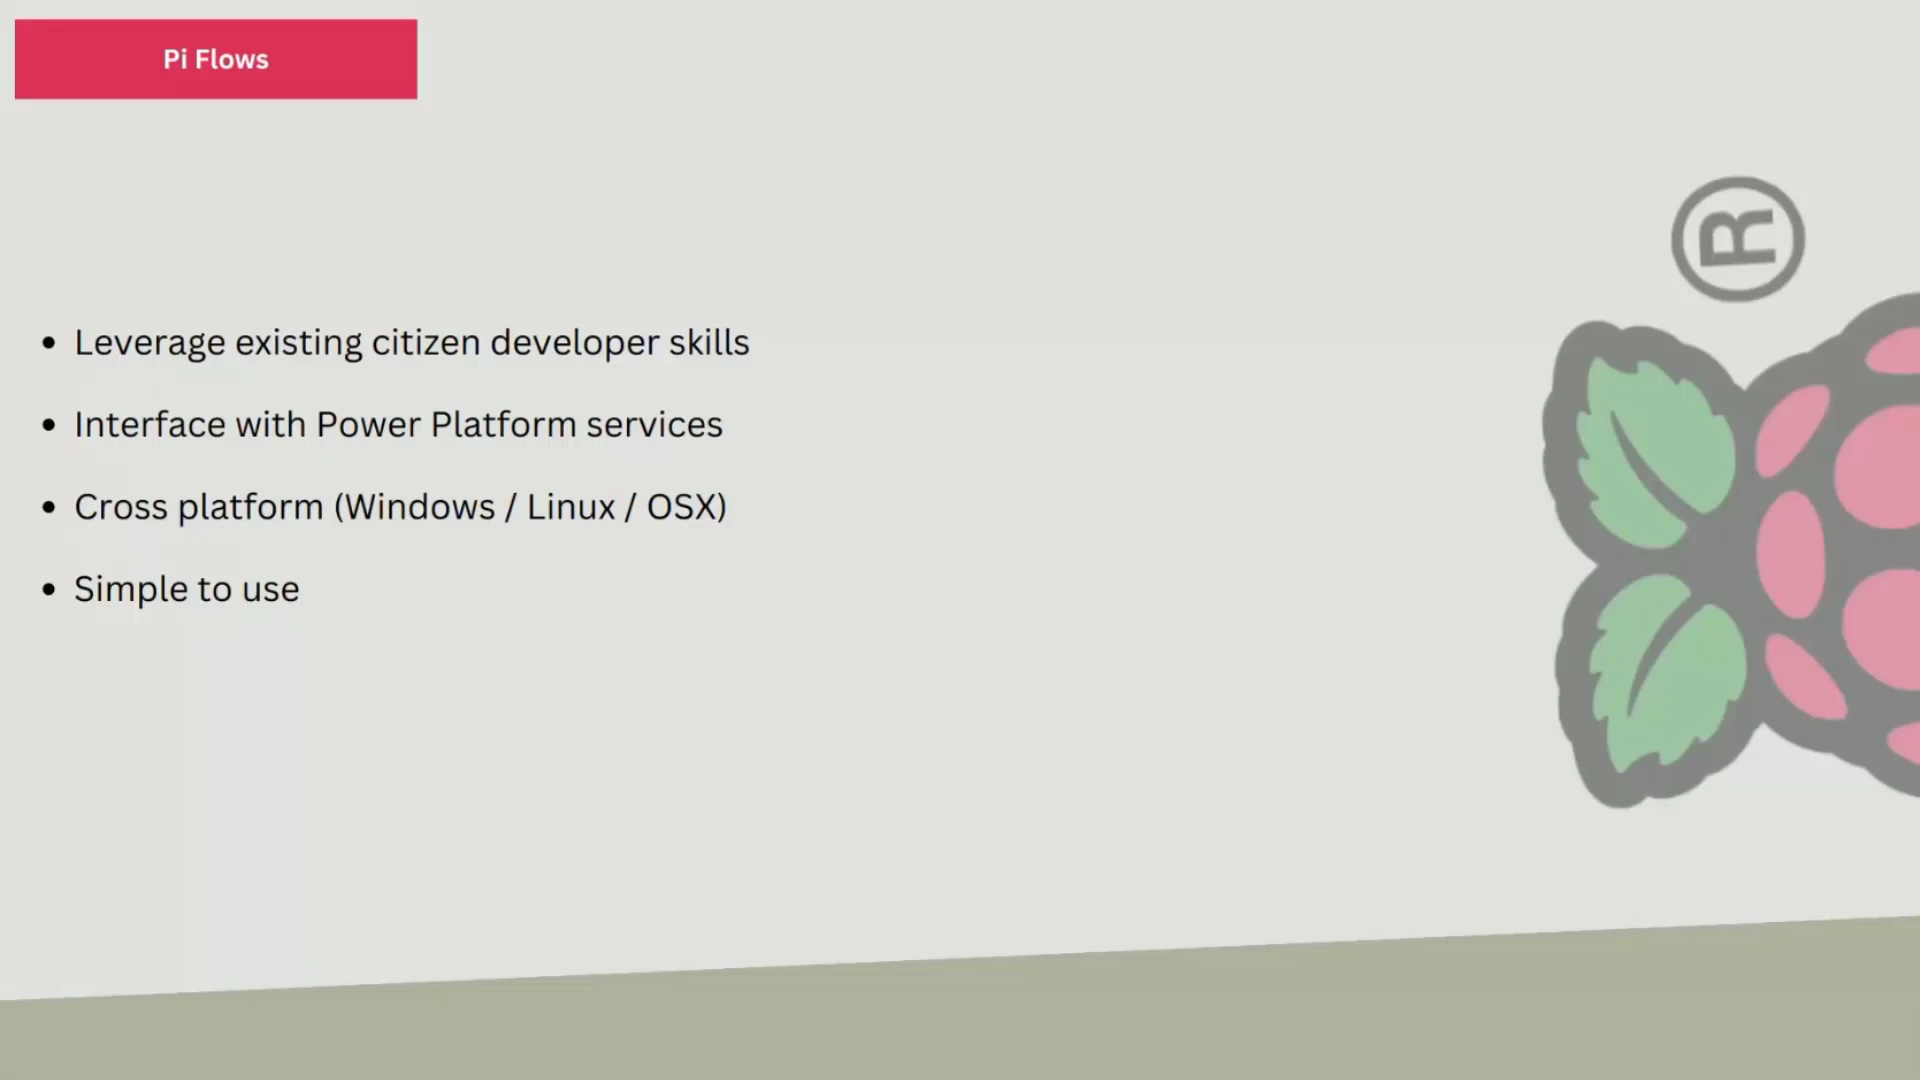 Pi Flows
®
• Leverage existing citizen developer skills
• Interface with Power Platform services
• Cross platform (Windows / Linux / OSX)
• Simple to use